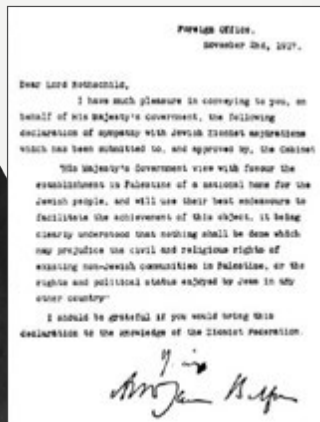 Foreign Office,
November 2nd, 1917.
Dear Lord Rothschild,
I have much pleasure in conveying to you, on
behalf of His Majesty's Government, the following
declaration of sympathy with Jewish Zionist aspirations
which has been submitted to, and approved by, the Cabinet
"His Majesty's Government view with favour the
establishment in Palestine of a national home for the
Jewish people, and will use their best endeavours to
facilitate the achievement of this object, it being
clearly understood that nothing shall be done which
may prejudice the civil and religious rights of
existing non-Jewish communities in Palestine, or the
rights and political status enjoyed by Jews in any
other country"
I should be grateful if you would bring this
declaration to the knowledge of the Zionist Federation.